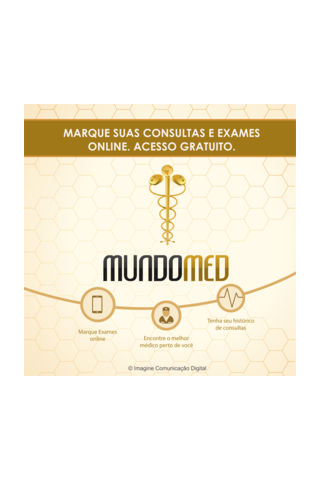 MARQUE SUAS CONSULTAS E EXAMES
ONLINE. ACESSO GRATUITO.
MUNDOMED
Marque Exames
online
Encontre o melhor
médico perto de você
Tenha seu histórico
de consultas
© Imagine Comunicação Digital